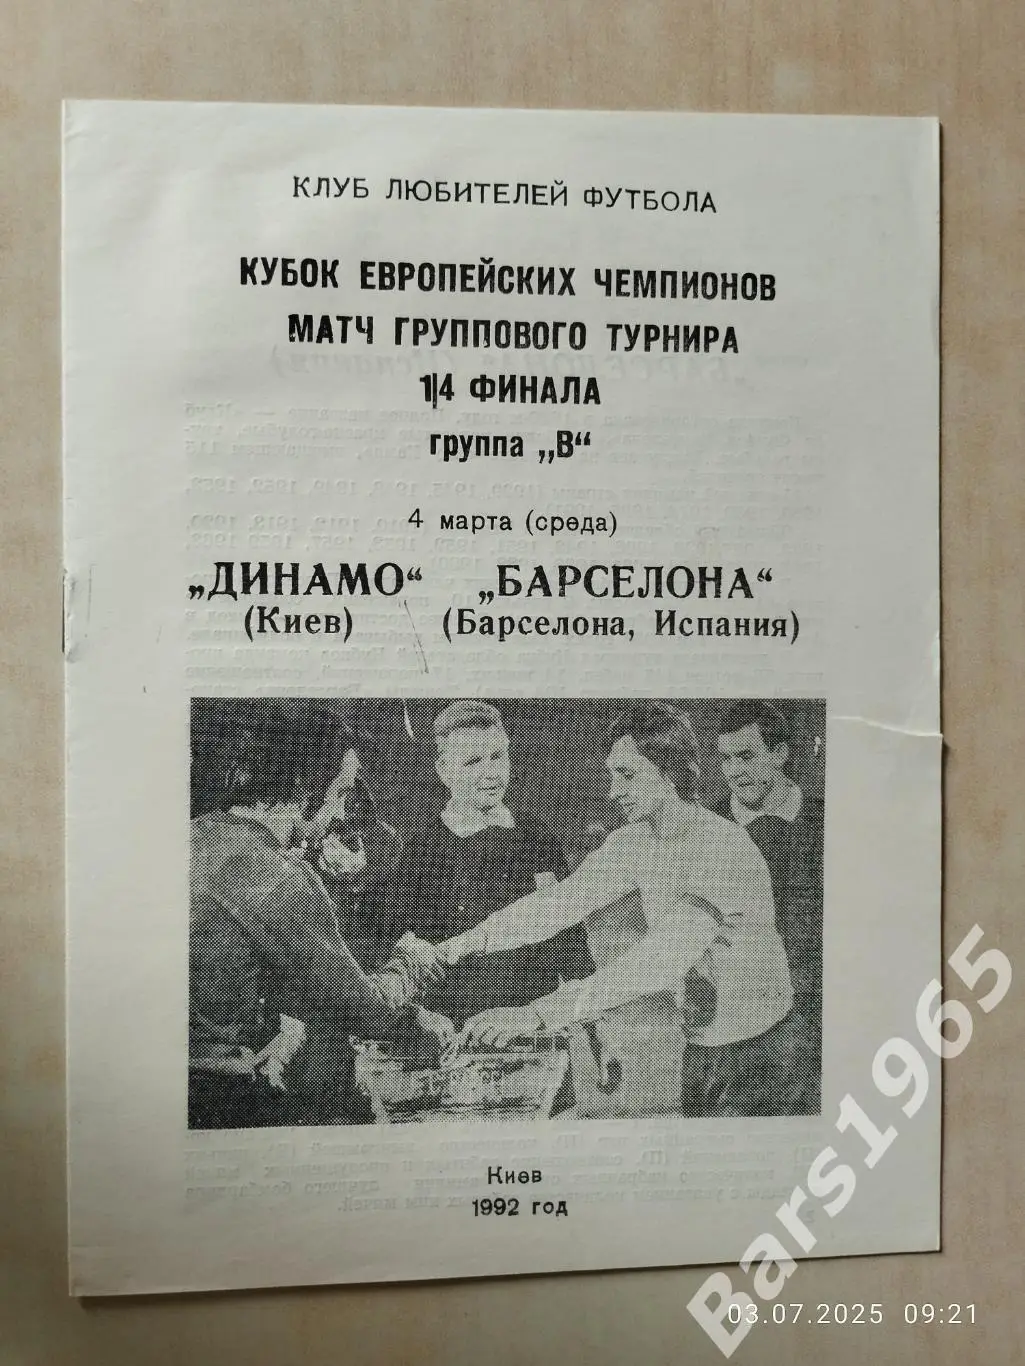 КЛУБ ЛЮБИТЕЛЕЙ ФУТБОЛА
КУБОК ЕВРОПЕЙСКИХ ЧЕМПИОНОВ
МАТЧ ГРУППОВОГО ТУРНИРА
1|4 ФИНАЛА
группа „В“
4 марта (среда)
„ДИНАМО“ „БАРСЕЛОНА“
(Киев) (Барселона, Испания)
Киев
1992 год
Bars1965
03.07.2025 09:21